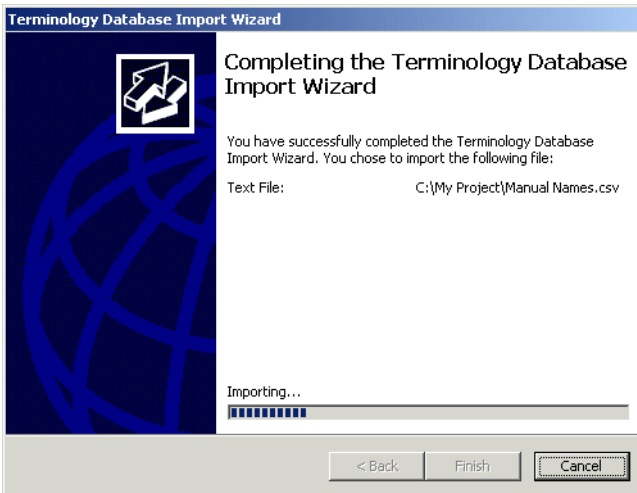 Terminology Database Import Wizard
Completing the Terminology Database
Import Wizard
You have successfully completed the Terminology Database
Import Wizard. You chose to import the following file:
Text File: C:\My Project\Manual Names.csv
Importing...
< Back Finish Cancel